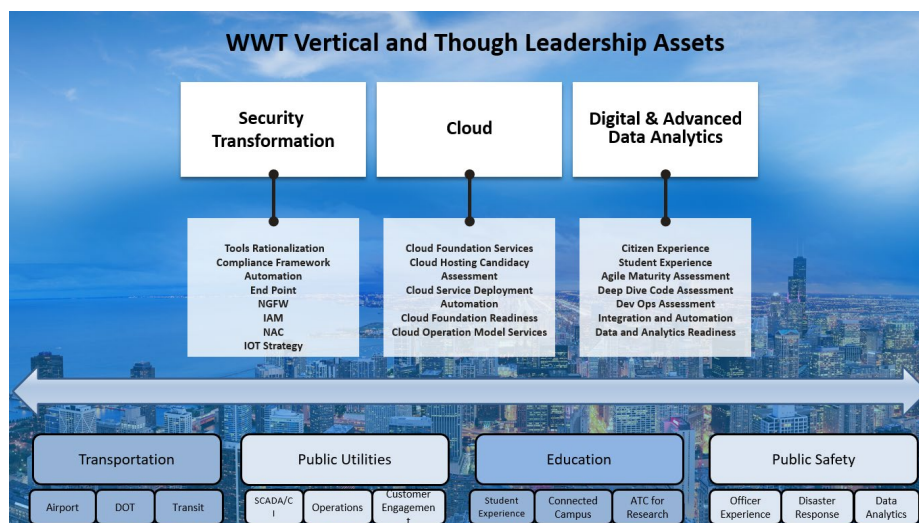 WWT Vertical and Though Leadership Assets
Security
Transformation
Cloud
Digital & Advanced
Data Analytics
Tools Rationalization
Compliance Framework
Automation
End Point
NGFW
IAM
NAC
IOT Strategy
Cloud Foundation Services
Cloud Hosting Candidacy
Assessment
Cloud Service Deployment
Automation
Cloud Foundation Readiness
Cloud Operation Model Services
Citizen Experience
Student Experience
Agile Maturity Assessment
Deep Dive Code Assessment
Dev Ops Assessment
Integration and Automation
Data and Analytics Readiness
Transportation
Airport
DOT
Transit
Public Utilities
SCADA/C
I
Operations
Customer
Engagemen
t
Education
Student
Experience
Connected
Campus
ATC for
Research
Public Safety
Officer
Experience
Disaster
Response
Data
Analytics